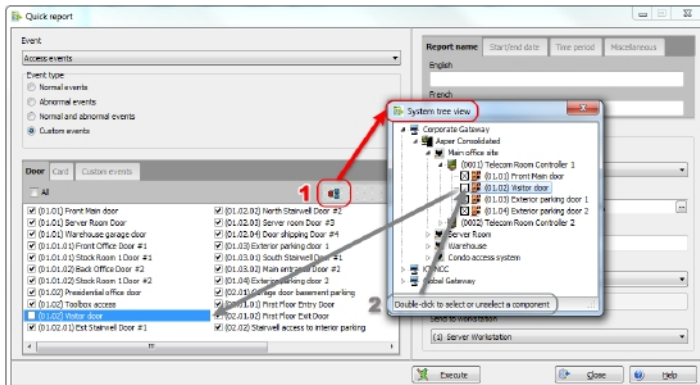 Quick report
Event
Access events
Event type
Normal events
Abnormal events
Normal and abnormal events
Custom events
Door Card Custom events
All
1
(01.01) Front Main door
(01.01) Server Room Door
(01.01) Warehouse garage door
(01.01.01) Front Office Door #1
(01.01.01) Stock Room 1 Door #1
(01.01.02) Back Office Door #2
(01.01.02) Stock Room 1 Door #2
(01.02) Presidential office door
(01.02) Toolbox access
(01.02) Visitor door
(01.02.01) Est Stairwell Door #1
(01.02.02) North Stairwell Door #2
(01.02.03) Server room Door #3
(01.02.04) Door shipping Door #4
(01.03) Exterior parking door 1
(01.03.01) South Stairwell Door
(01.03.02) Main entrance Door
(01.04) Exterior parking door 2
Garage door basement parking
(02.01.01) First Floor Entry Door
(02.01.02) First Floor Exit Door
(02.02) Stairwell access to interior parking
Report name Start/end date Time period Miscellaneous
English
French
System tree view
Corporate Gateway
Asper Consolidated
Main office site
(0001) Telecom Room Controller 1
(01.01) Front Main door
(01.02) Visitor door
(01.03) Exterior parking door 1
(01.04) Exterior parking door 2
(0002) Telecom Room Controller 2
Server Room
Warehouse
Condo access system
Global Gateway
2
Double-click to select or unselect a component
Send to workstation
(1) Server Workstation
Execute
Close
Help